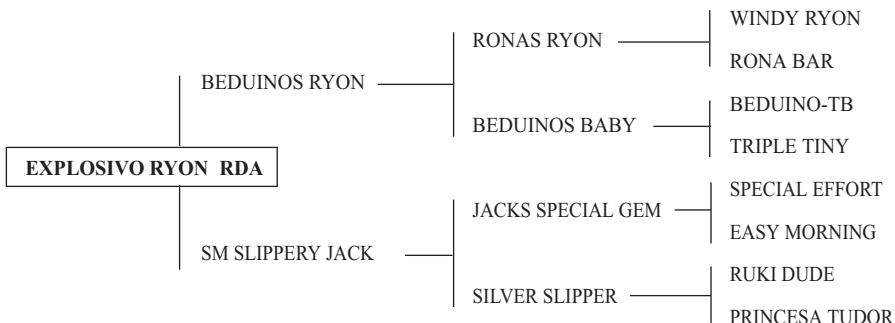 WINDY RYON
RONAS RYON
RONA BAR
BEDUINOS RYON
BEDUINO-TB
BEDUINOS BABY
TRIPLE TINY
EXPLOSIVO RYON RDA
SPECIAL EFFORT
JACKS SPECIAL GEM
EASY MORNING
SM SLIPPERY JACK
RUKI DUDE
SILVER SLIPPER
PRINCESA TUDOR